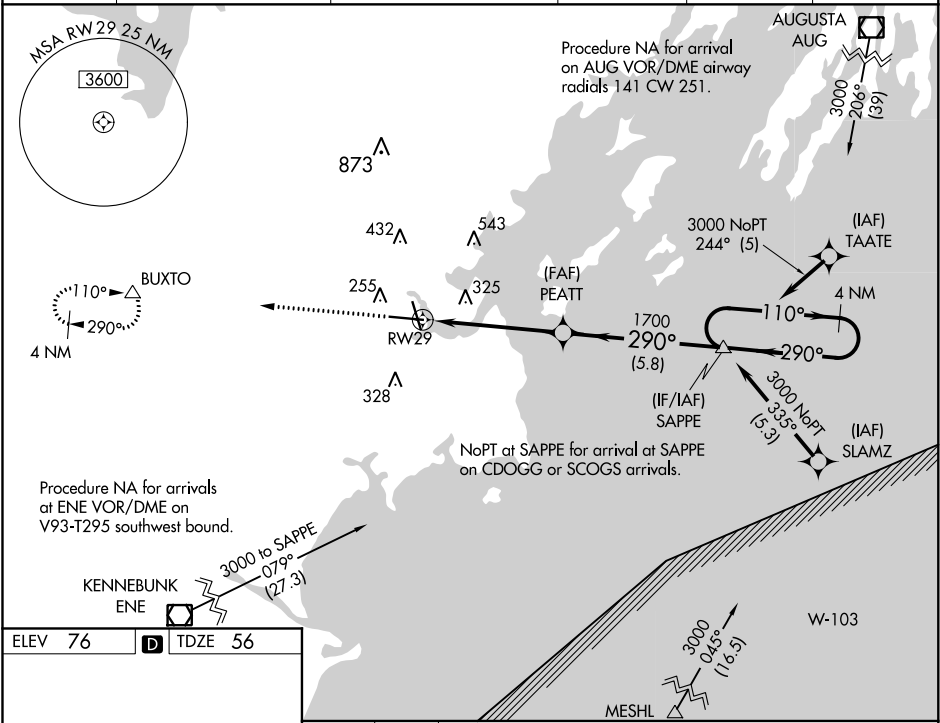 MSA RW 29 25 NM
3600
Procedure NA for arrival
on AUG VOR/DME airway
radials 141 CW 251.
AUGUSTA
AUG
3000
206°
(39)
873
432
543
255
325
328
BUXTO
110°
290°
4 NM
RW29
(FAF)
PEATT
1700
290°
(5.8)
3000 NoPT
244° (5)
(IAF)
TAATE
4 NM
110°
290°
(IF/IAF)
SAPPE
3000 NoPT
335°
(5.3)
(IAF)
SLAMZ
NoPT at SAPPE for arrival at SAPPE
on CDOGG or SCOGS arrivals.
Procedure NA for arrivals
at ENE VOR/DME on
V93-T295 southwest bound.
3000 to SAPPE
079°
(27.3)
KENNEBUNK
ENE
W-103
3000
045°
(16.5)
MESHL
ELEV 76
D
TDZE 56